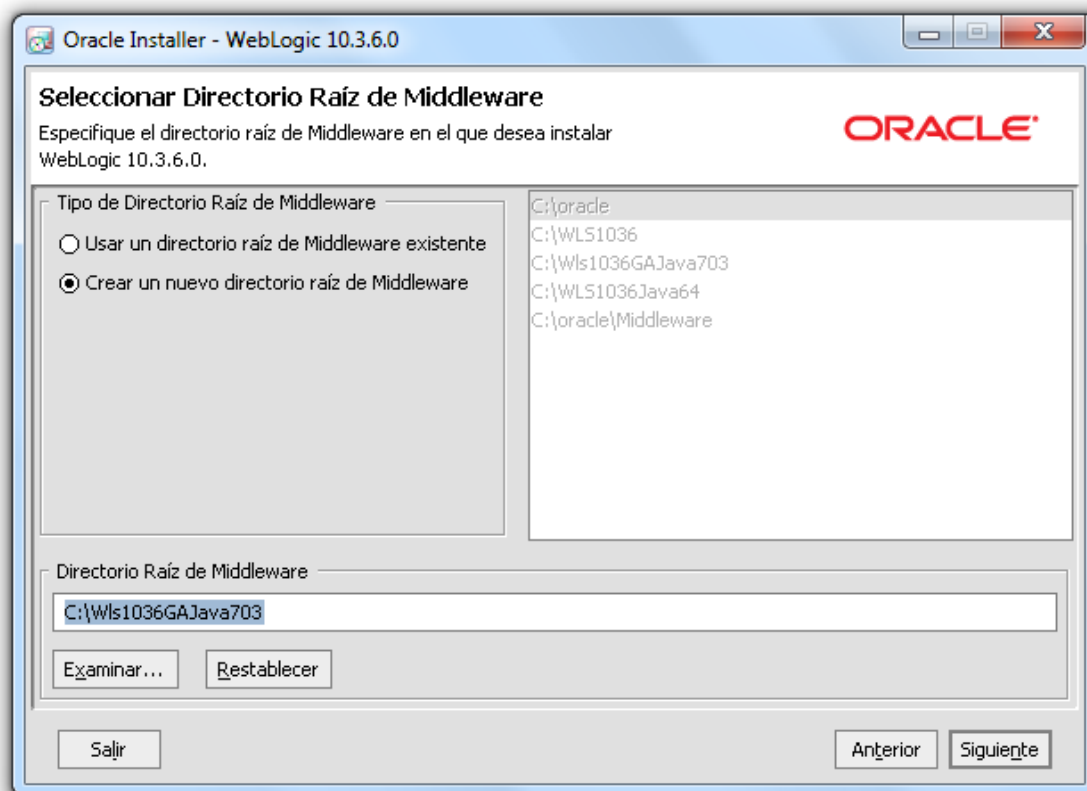 Oracle Installer - WebLogic 10.3.6.0
Seleccionar Directorio Raíz de Middleware
Especifique el directorio raíz de Middleware en el que desea instalar
WebLogic 10.3.6.0.
ORACLE
Tipo de Directorio Raíz de Middleware
Usar un directorio raíz de Middleware existente
Crear un nuevo directorio raíz de Middleware
C:\oracle
C:\WLS1036
C:\Wls1036GAJava703
C:\WLS1036Java64
C:\oracle\Middleware
Directorio Raíz de Middleware
C:\Wls1036GAJava703
Examinar...
Restablecer
Salir
Anterior
Siguiente